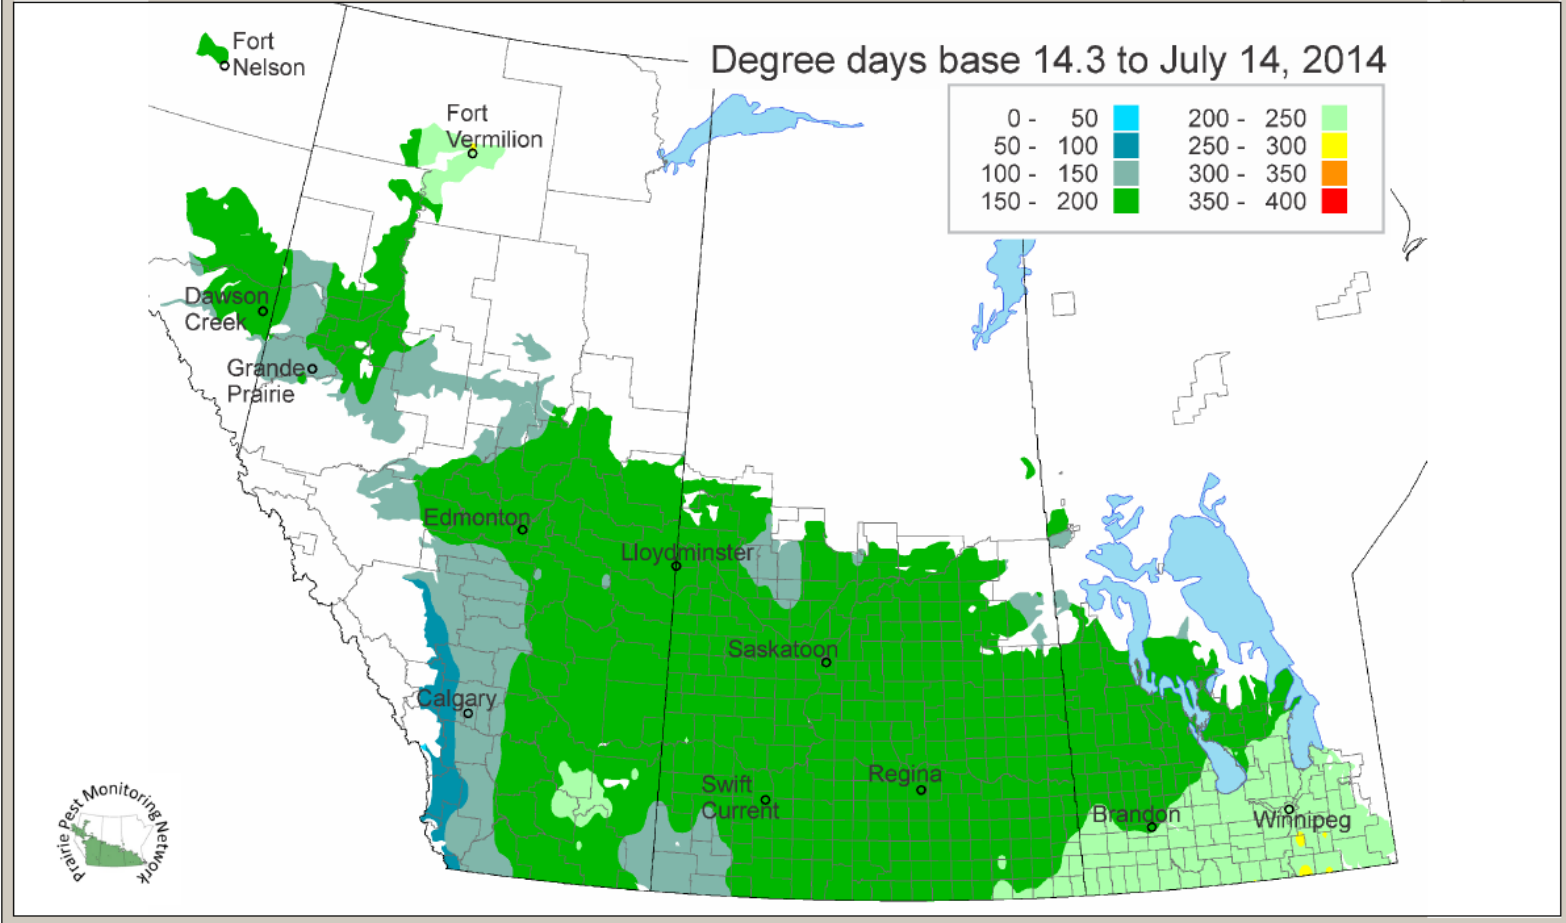 Degree days base 14.3 to July 14, 2014
0 - 50
50 - 100
100 - 150
150 - 200
200 - 250
250 - 300
300 - 350
350 - 400
Fort
Nelson
Fort
Vermilion
Dawson
Creek
Grande
Prairie
Edmonton
Lloydminster
Saskatoon
Calgary
Swift
Current
Regina
Brandon
Winnipeg
Prairie Pest Monitoring Network